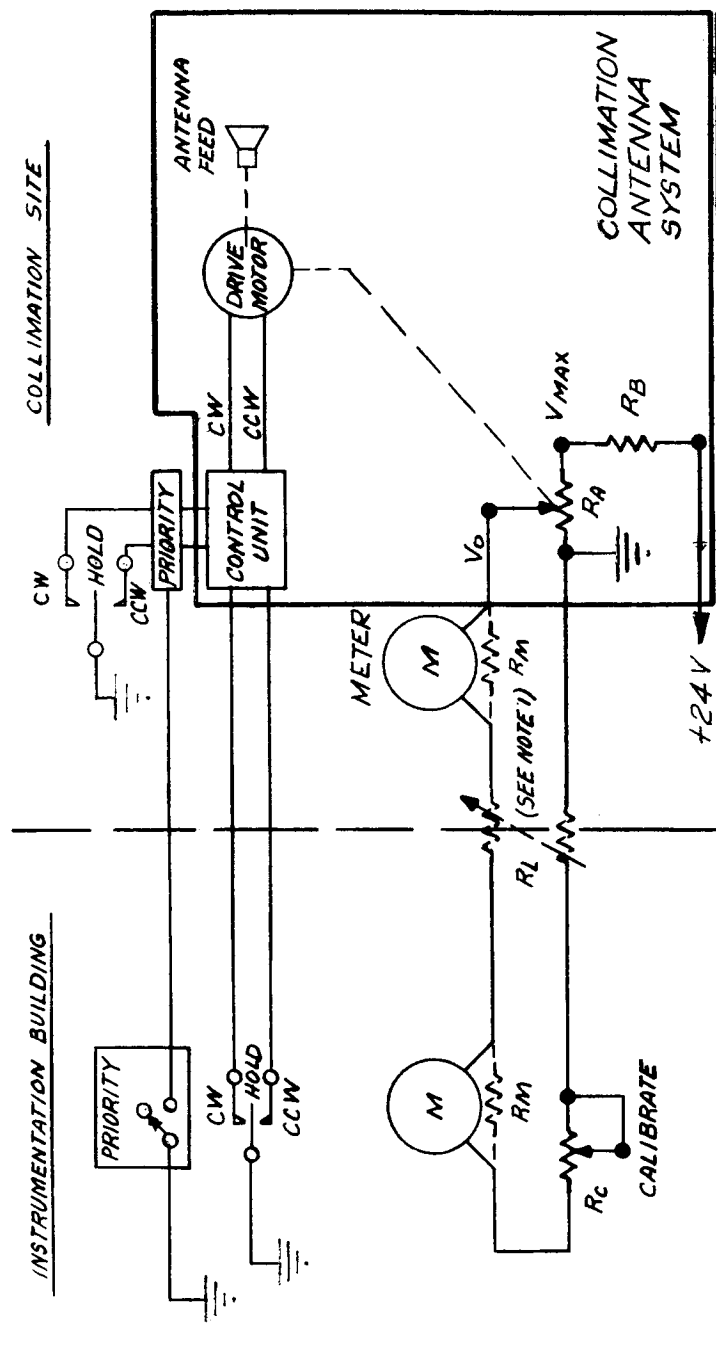 INSTRUMENTATION BUILDING
COLLIMATION SITE
PRIORITY
CW
HOLD
CCW
CW
HOLD
CCW
PRIORITY
CONTROL
UNIT
CW
CCW
DRIVE
MOTOR
ANTENNA
FEED
M
RM
RC
CALIBRATE
RL
(SEE NOTE 1)
METER
M
RM
VO
RA
VMAX
RB
+24V
COLLIMATION
ANTENNA
SYSTEM